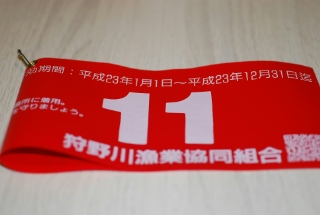 効期間：平成23年1月1日〜平成23年12月31日迄
に着用。
守りましょう。
11
狩野川漁業協同組合